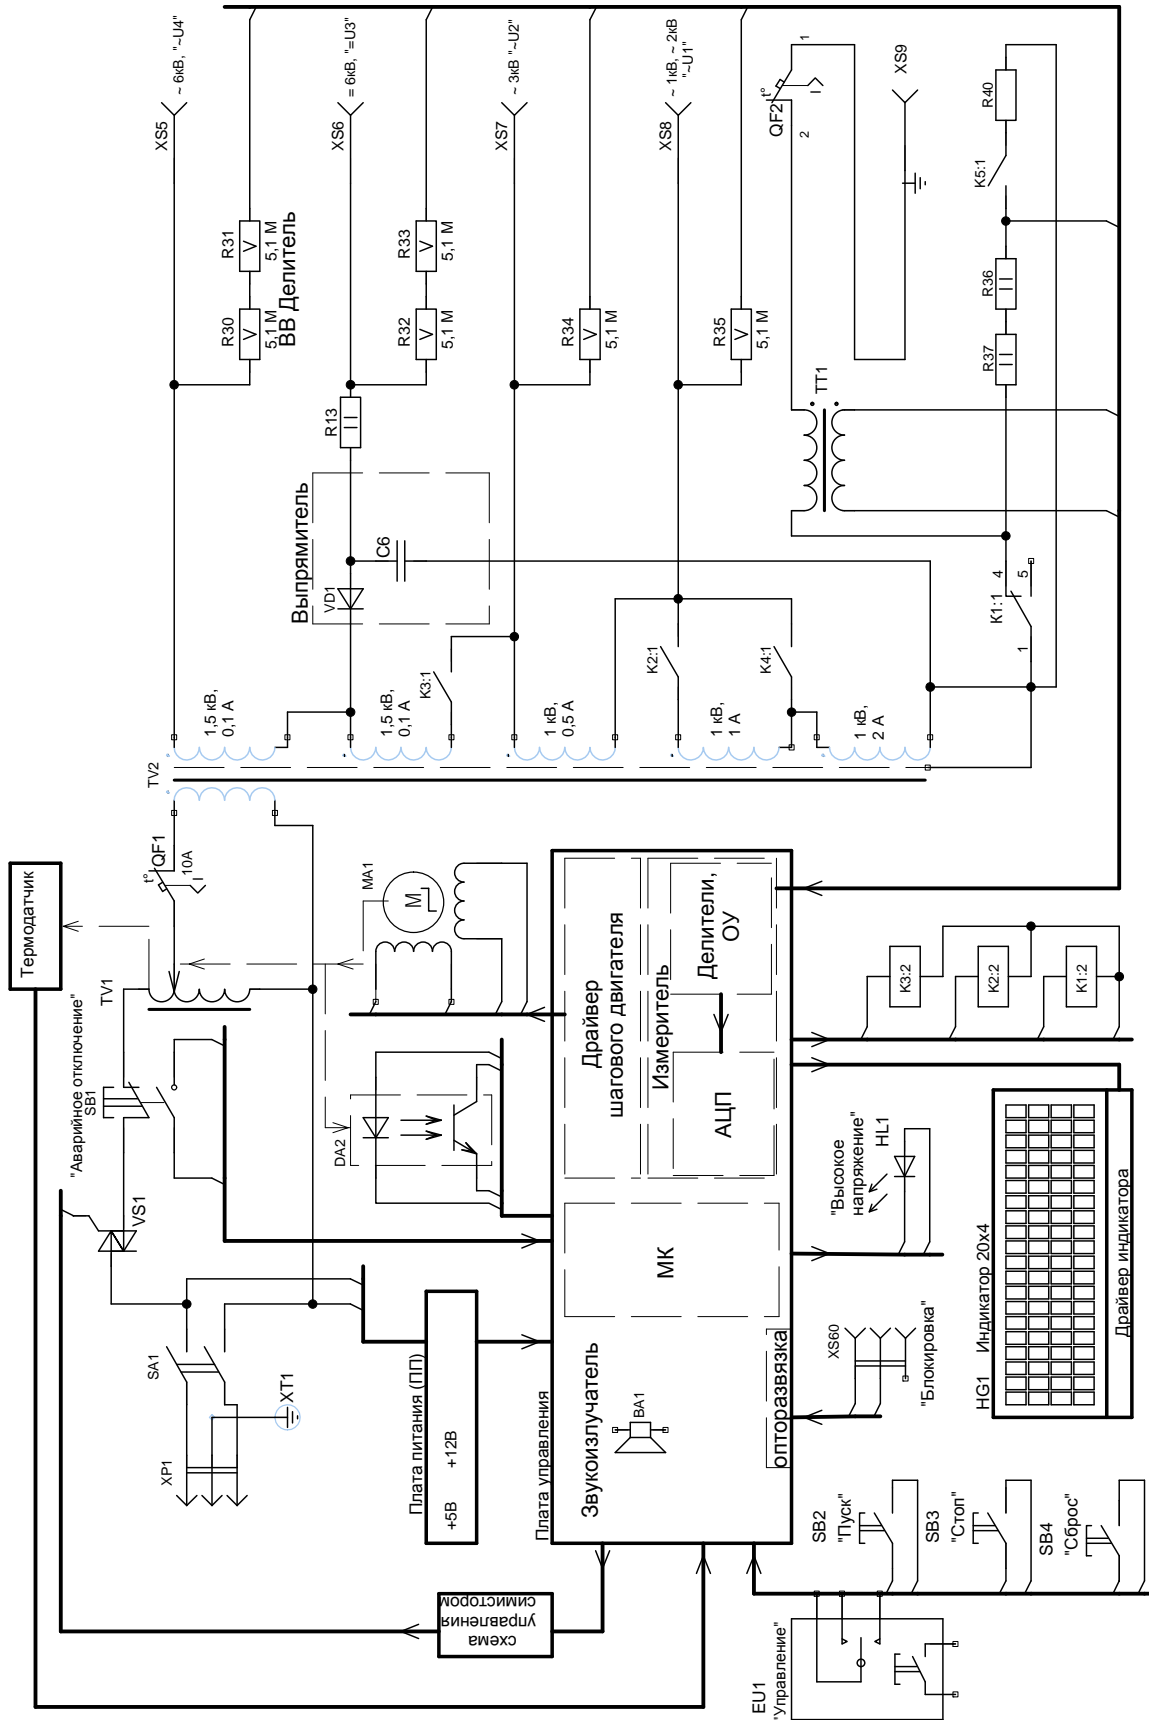 Термодатчик
"Аварийное отключение"
SB1
TV1
VS1
QF1
10А
t°
TV2
SA1
XP1
XT1
Плата питания (ПП)
+5В
+12В
схема
управления
симистором
Плата управления
Звукоизлучатель
BA1
МК
опторазвязка
Драйвер
шагового двигателя
Измеритель
Делители,
ОУ
АЦП
MA1
M
DA2
1,5 кВ,
0,1 А
1,5 кВ,
0,1 А
1 кВ,
0,5 А
1 кВ,
1 А
1 кВ,
2 А
K3:1
K2:1
K4:1
K1:1
1
4
5
Выпрямитель
VD1
C6
R13
XS5
~ 6кВ, "~U4"
XS6
= 6кВ, "=U3"
XS7
~ 3кВ "~U2"
XS8
~ 1кВ, ~ 2кВ
"~U1"
XS9
R30
V
5,1 М
R31
V
5,1 М
ВВ Делитель
R32
V
5,1 М
R33
V
5,1 М
R34
V
5,1 М
R35
V
5,1 М
TT1
QF2
t°
1
2
R37
R36
K5:1
R40
K3:2
K2:2
K1:2
"Высокое
напряжение"
HL1
XS60
"Блокировка"
HG1
Индикатор 20х4
Драйвер индикатора
SB2
"Пуск"
SB3
"Стоп"
SB4
"Сброс"
EU1
"Управление"